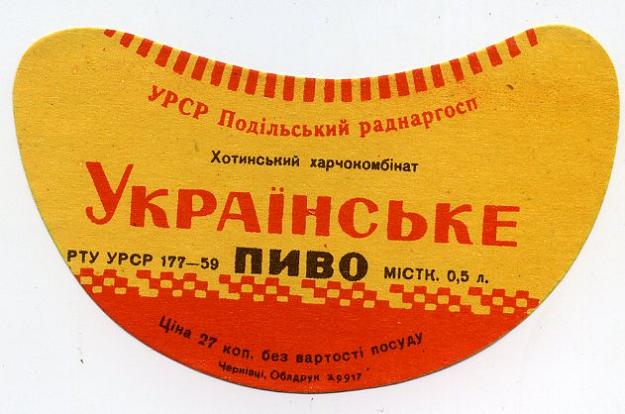 УРСР Подільський раднаргосп
Хотинський харчокомбінат
Українське
РТУ УРСР 177—59 ПИВО МІСТК. 0,5 л.
Ціна 27 коп. без вартості посуду
Чернівці, Облдрук з. 9917